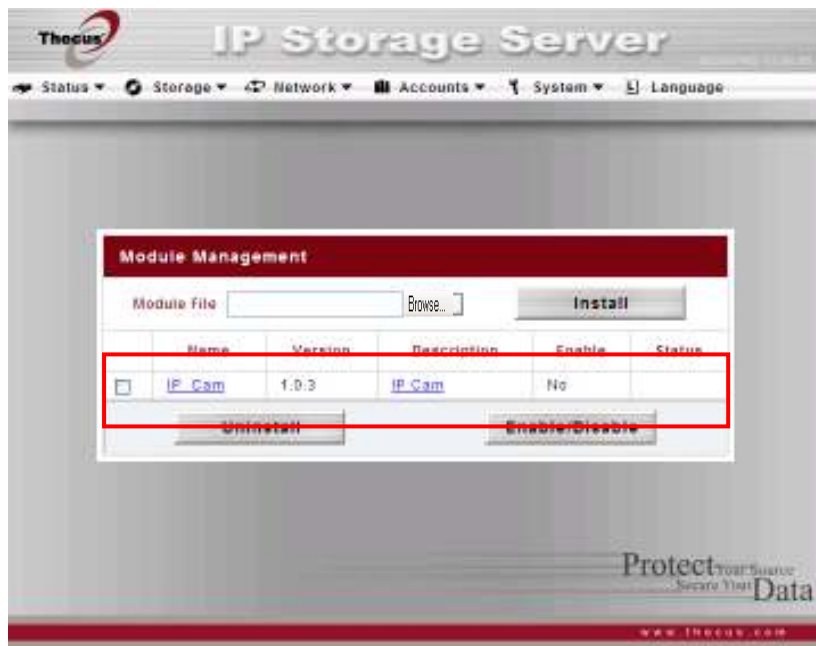 Thecus IP Storage Server
Status Storage Network Accounts System Language
Module Management
Module File Browse... Install
Name Version Description Enable Status
IP_Cam 1.0.3 IP Cam No
Uninstall Enable/Disable
Protect Your Source
Secure Your Data
www.thecus.com